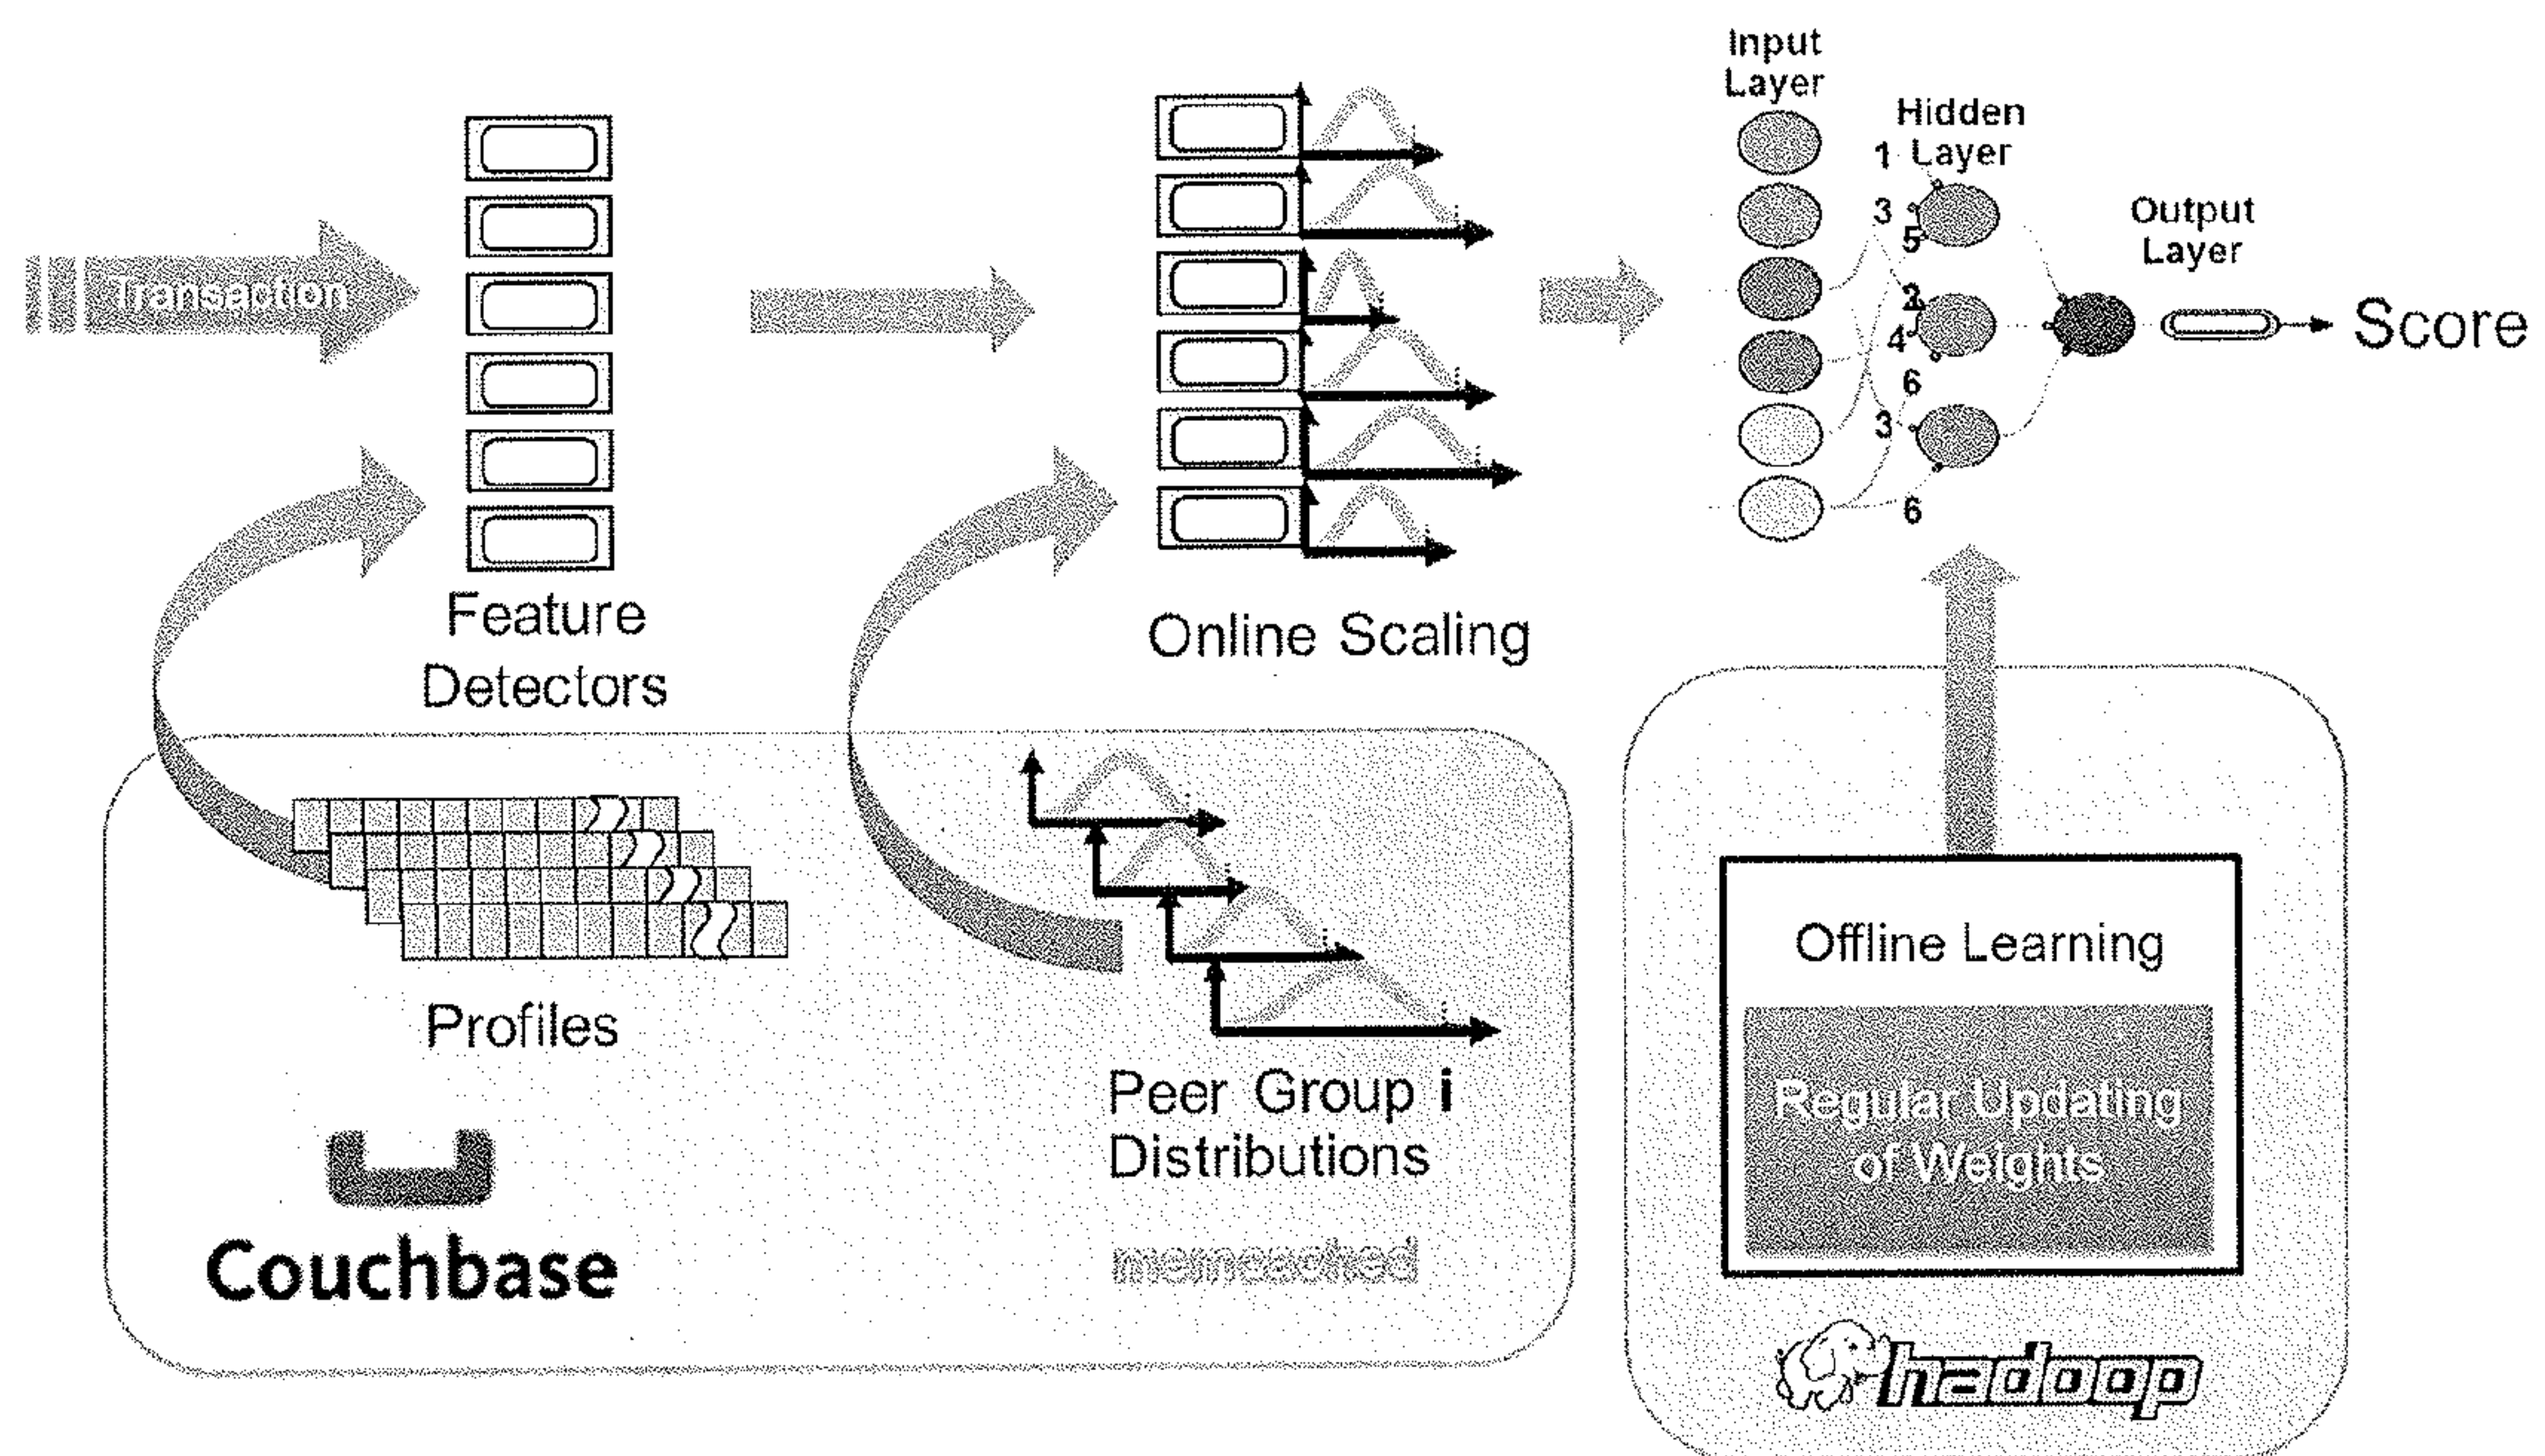 Input
Layer
Hidden
Layer
1
3
5
2
4
6
3
6
Output
Layer
Score
Transaction
Feature
Detectors
Online Scaling
Profiles
Couchbase
Peer Group i
Distributions
memcached
Offline Learning
Regular Updating
of Weights
hadoop